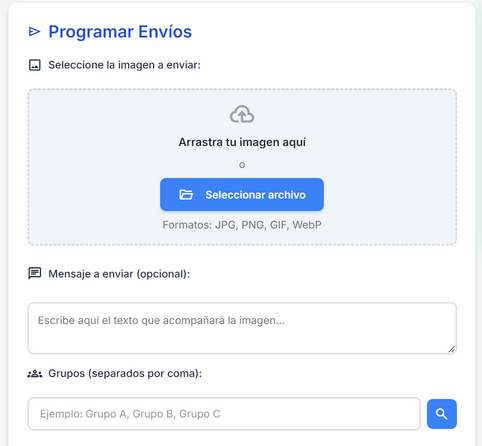 Programar Envíos
Seleccione la imagen a enviar:
Arrastra tu imagen aquí
o
Seleccionar archivo
Formatos: JPG, PNG, GIF, WebP
Mensaje a enviar (opcional):
Escribe aquí el texto que acompañará la imagen...
Grupos (separados por coma):
Ejemplo: Grupo A, Grupo B, Grupo C